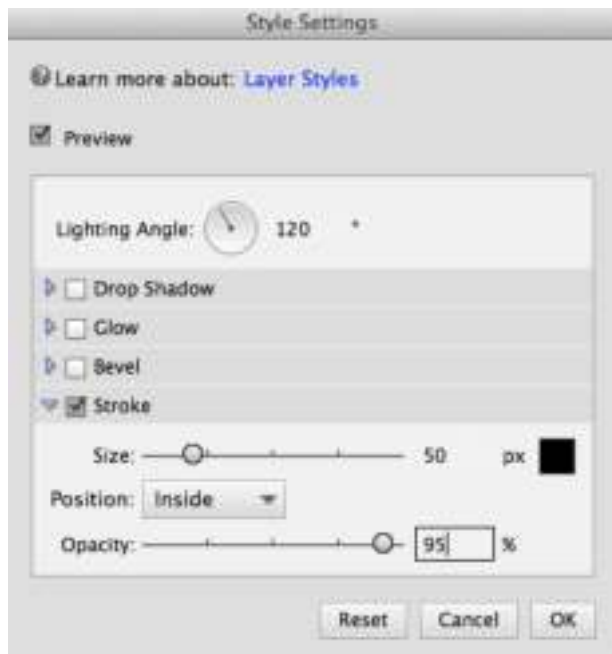 Style Settings
Learn more about: Layer Styles
Preview
Lighting Angle: 120 °
Drop Shadow
Glow
Bevel
Stroke
Size: 50 px
Position: Inside
Opacity: 95 %
Reset Cancel OK